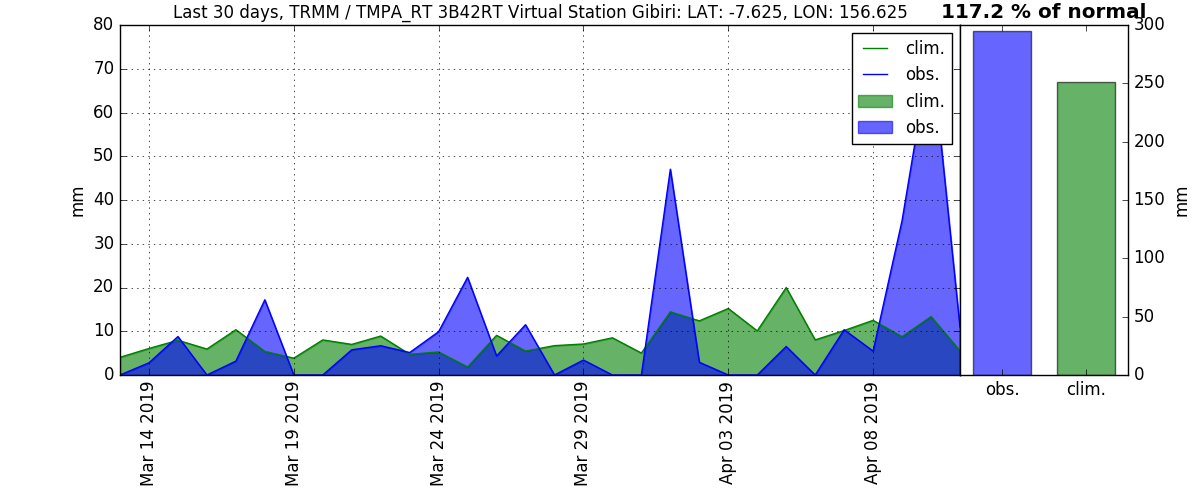 Last 30 days, TRMM / TMPA_RT 3B42RT Virtual Station Gibiri: LAT: -7.625, LON: 156.625
117.2 % of normal
80
70
60
50
40
30
20
10
0
mm
clim.
obs.
clim.
obs.
Mar 14 2019
Mar 19 2019
Mar 24 2019
Mar 29 2019
Apr 03 2019
Apr 08 2019
300
250
200
150
100
50
0
mm
obs.
clim.